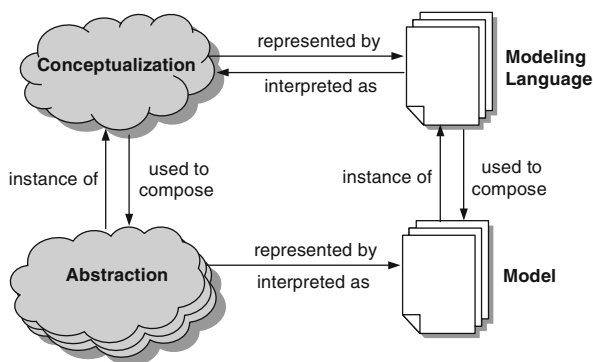 represented by
Conceptualization
Modeling
Language
interpreted as
instance of
used to
compose
instance of
used to
compose
represented by
Abstraction
interpreted as
Model